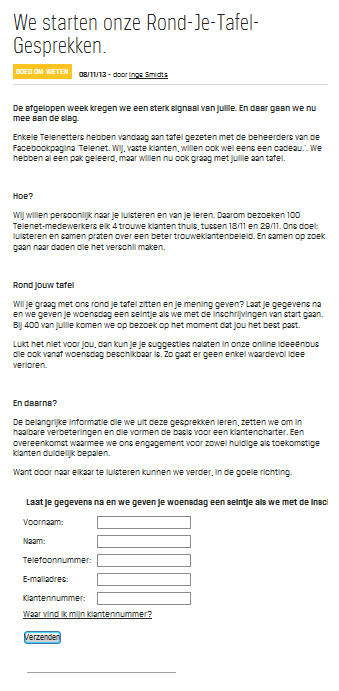 We starten onze Rond-Je-Tafel-
Gesprekken.
GOED OM WETEN 08/11/13 - door Inge Smidts
De afgelopen week kregen we een sterk signaal van jullie. En daar gaan we nu
mee aan de slag.
Enkele Telenetters hebben vandaag aan tafel gezeten met de beheerders van de
Facebookpagina 'Telenet. Wij, vaste klanten, willen ook wel eens een cadeau.'. We
hebben al een pak geleerd, maar willen nu ook graag met jullie aan tafel.
Hoe?
Wij willen persoonlijk naar je luisteren en van je leren. Daarom bezoeken 100
Telenet-medewerkers elk 4 trouwe klanten thuis, tussen 18/11 en 29/11. Ons doel:
luisteren en samen praten over een beter trouweklantenbeleid. En samen op zoek
gaan naar daden die het verschil maken.
Rond jouw tafel
Wil je graag met ons rond je tafel zitten en je mening geven? Laat je gegevens na
en we geven je woensdag een seintje als we met de inschrijvingen van start gaan.
Bij 400 van jullie komen we op bezoek op het moment dat jou het best past.
Lukt het niet voor jou, dan kun je je suggesties nalaten in onze online ideeënbus
die ook vanaf woensdag beschikbaar is. Zo gaat er geen enkel waardevol idee
verloren.
En daarna?
De belangrijke informatie die we uit deze gesprekken leren, zetten we om in
haalbare verbeteringen en die vormen de basis voor een klantencharter. Een
overeenkomst waarmee we ons engagement voor zowel huidige als toekomstige
klanten duidelijk bepalen.
Want door naar elkaar te luisteren kunnen we verder, in de goeie richting.
Laat je gegevens na en we geven je woensdag een seintje als we met de insc
Voornaam:
Naam:
Telefoonnummer:
E-mailadres:
Klantennummer:
Waar vind ik mijn klantennummer?
Verzenden